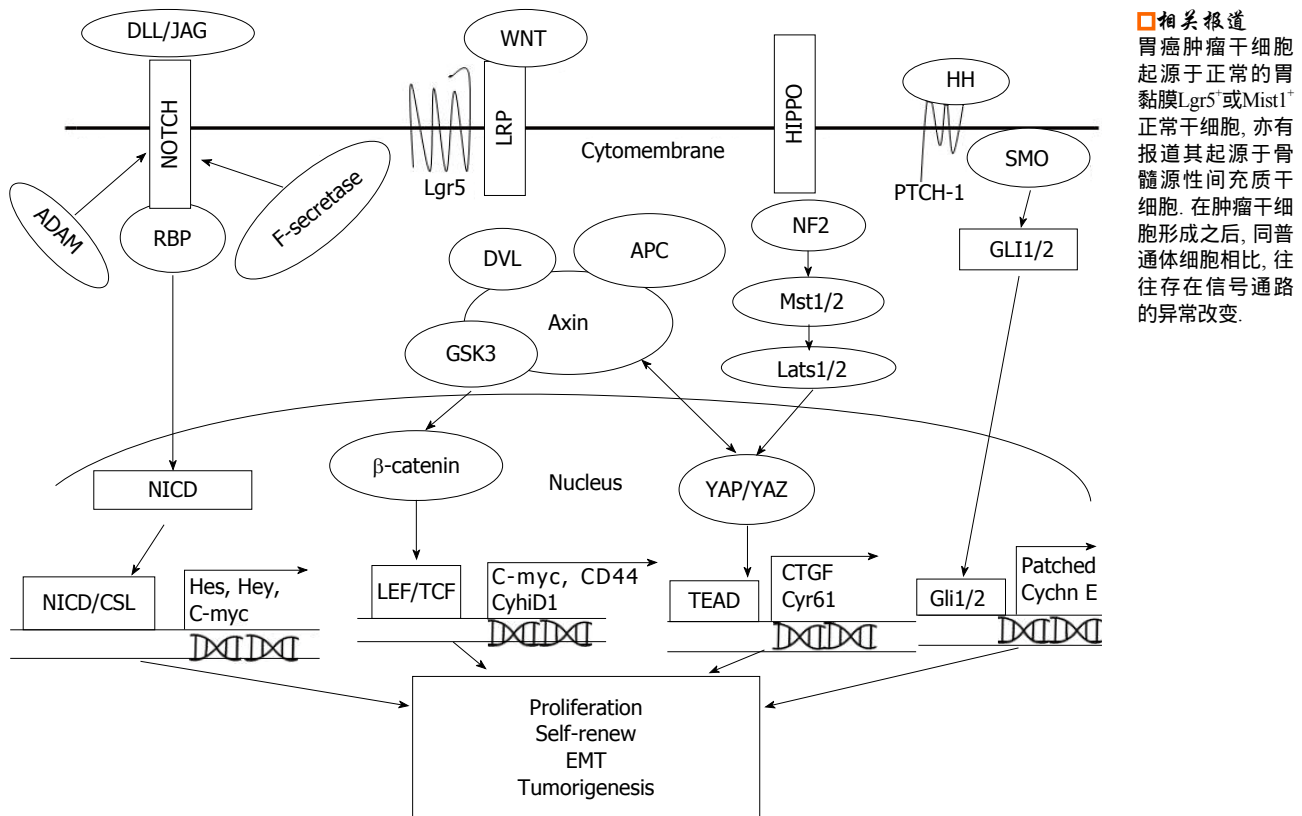 DLL/JAG
NOTCH
ADAM
F-secretase
RBP
WNT
LRP
Lgr5
Cytomembrane
HIPPO
HH
PTCH-1
SMO
NF2
GLI1/2
DVL
APC
Axin
GSK3
Mst1/2
Lats1/2
β-catenin
Nucleus
YAP/YAZ
NICD
NICD/CSL
Hes, Hey,
C-myc
LEF/TCF
C-myc, CD44
CyhiD1
TEAD
CTGF
Cyr61
Gli1/2
Patched
Cychn E
Proliferation
Self-renew
EMT
Tumorigenesis
相关报道
胃癌肿瘤干细胞
起源于正常的胃
黏膜Lgr5⁺或Mist1⁺
正常干细胞, 亦有
报道其起源于骨
髓源性间充质干
细胞. 在肿瘤干细
胞形成之后, 同普
通体细胞相比, 往
往存在信号通路
的异常改变.